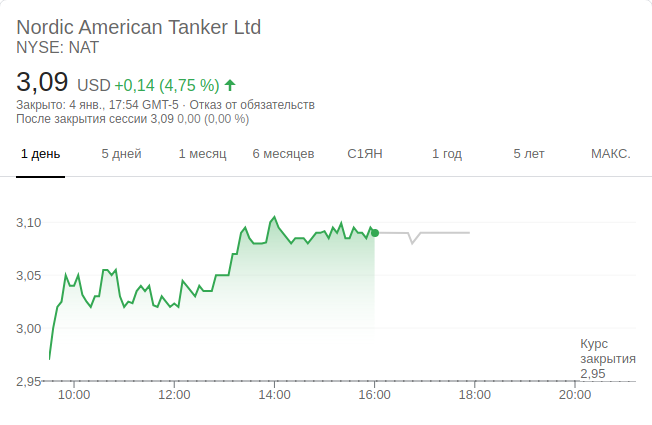 Nordic American Tanker Ltd
NYSE: NAT
3,09 USD +0,14 (4,75 %)
Закрыто: 4 янв., 17:54 GMT-5 · Отказ от обязательств
После закрытия сессии 3,09 0,00 (0,00 %)
1 день 5 дней 1 месяц 6 месяцев С1ЯН 1 год 5 лет МАКС.
3,10
3,05
3,00
Курс
закрытия
2,95
2,95
10:00 12:00 14:00 16:00 18:00 20:00